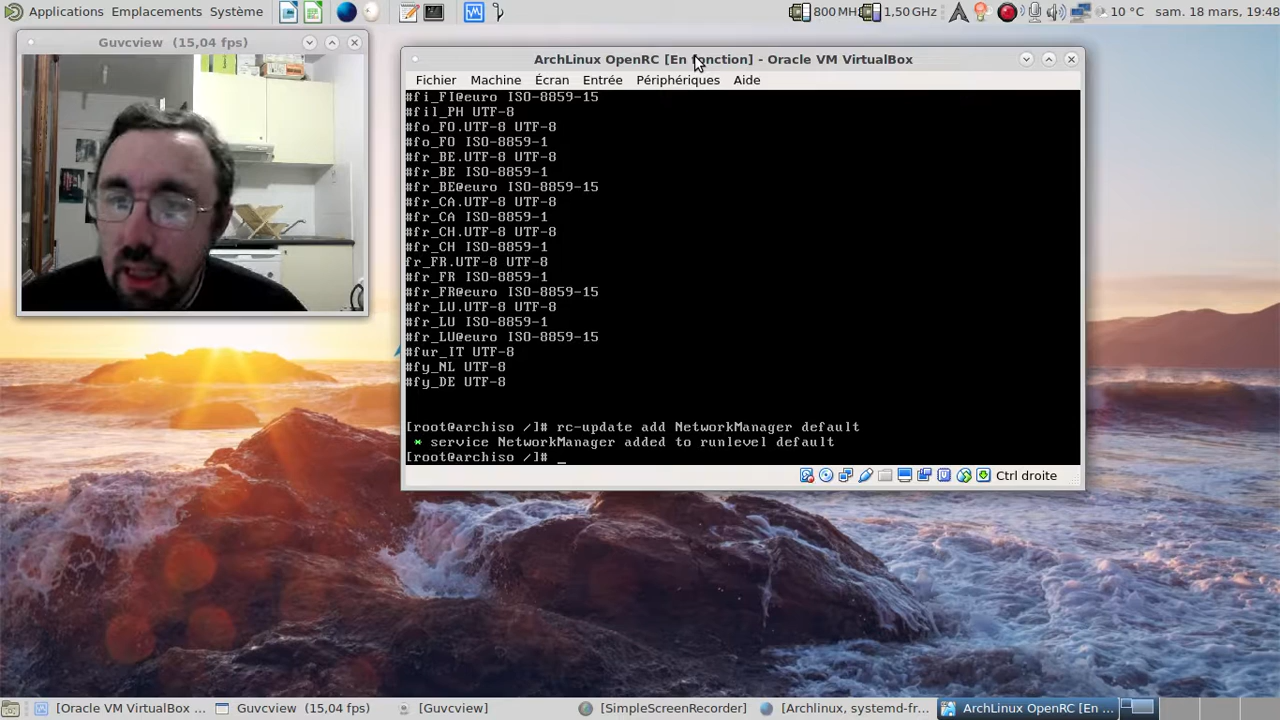 Applications Emplacements Système
800 MH 1,50 GHz 10 °C sam. 18 mars, 19:48
Guvcview (15,04 fps)
ArchLinux OpenRC [En fonction] - Oracle VM VirtualBox
Fichier Machine Écran Entrée Périphériques Aide
#fi_FI@euro ISO-8859-15
#fil_PH UTF-8
#fo_FO.UTF-8 UTF-8
#fo_FO ISO-8859-1
#fr_BE.UTF-8 UTF-8
#fr_BE ISO-8859-1
#fr_BE@euro ISO-8859-15
#fr_CA.UTF-8 UTF-8
#fr_CA ISO-8859-1
#fr_CH.UTF-8 UTF-8
#fr_CH ISO-8859-1
fr_FR.UTF-8 UTF-8
#fr_FR ISO-8859-1
#fr_FR@euro ISO-8859-15
#fr_LU.UTF-8 UTF-8
#fr_LU ISO-8859-1
#fr_LU@euro ISO-8859-15
#fur_IT UTF-8
#fy_NL UTF-8
#fy_DE UTF-8
[root@archiso /]# rc-update add NetworkManager default
* service NetworkManager added to runlevel default
[root@archiso /]# _
Ctrl droite
[Oracle VM VirtualBox ... Guvcview (15,04 fps) [Guvcview] [SimpleScreenRecorder] [Archlinux, systemd-fr... ArchLinux OpenRC [En ...